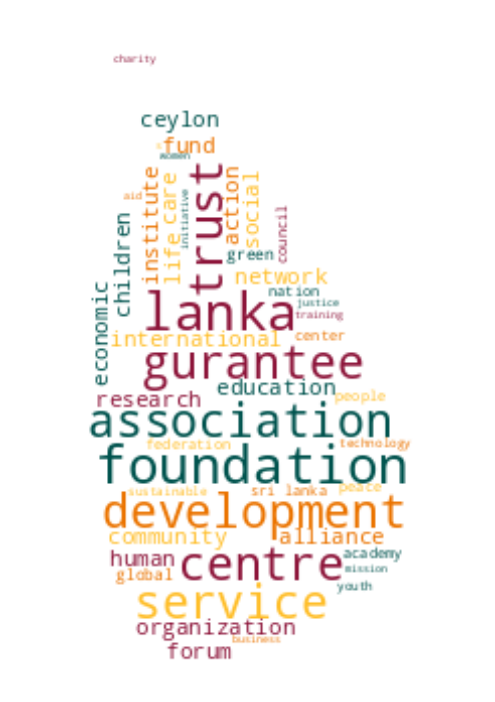 charity
ceylon
fund
women
trust
institute
life
care
action
social
aid
initiative
children
council
green
network
nation
economic
lanka
justice
training
international
center
gurantee
education
people
research
association
federation
technology
foundation
sustainable
sri lanka
peace
development
community
alliance
human
centre
academy
global
mission
youth
service
organization
business
forum